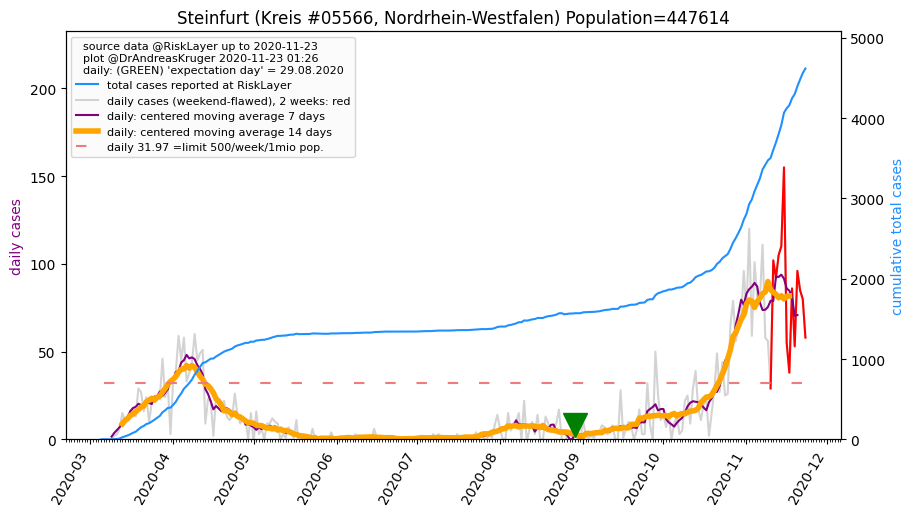 Steinfurt (Kreis #05566, Nordrhein-Westfalen) Population=447614
source data @RiskLayer up to 2020-11-23
plot @DrAndreasKruger 2020-11-23 01:26
daily: (GREEN) 'expectation day' = 29.08.2020
total cases reported at RiskLayer
daily cases (weekend-flawed), 2 weeks: red
daily: centered moving average 7 days
daily: centered moving average 14 days
daily 31.97 =limit 500/week/1mio pop.
daily cases
200
150
100
50
0
cumulative total cases
5000
4000
3000
2000
1000
0
2020-03
2020-04
2020-05
2020-06
2020-07
2020-08
2020-09
2020-10
2020-11
2020-12